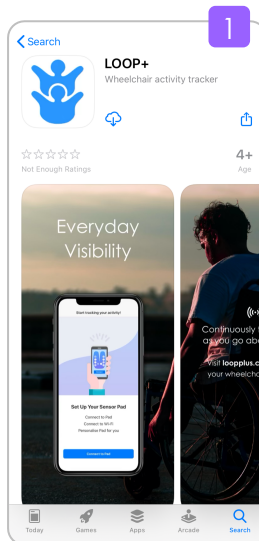 1
Search
LOOP+
Wheelchair activity tracker
4+
Not Enough Ratings
Age
Everyday
Visibility
Start tracking your activity!
Set Up Your Sensor Pad
Connect to Pad
Connect to Wi-Fi
Personalise Pad for you
Connect to Pad
Continuously
as you go abo
Visit loopplus.c
your wheelcha
Today
Games
Apps
Arcade
Search